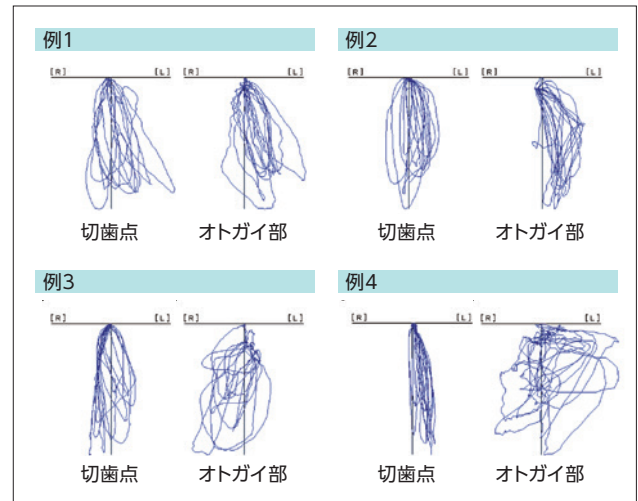 例1
[R] [L] [R] [L]
切歯点 オトガイ部
例2
[R] [L] [R] [L]
切歯点 オトガイ部
例3
[R] [L] [R] [L]
切歯点 オトガイ部
例4
[R] [L] [R] [L]
切歯点 オトガイ部